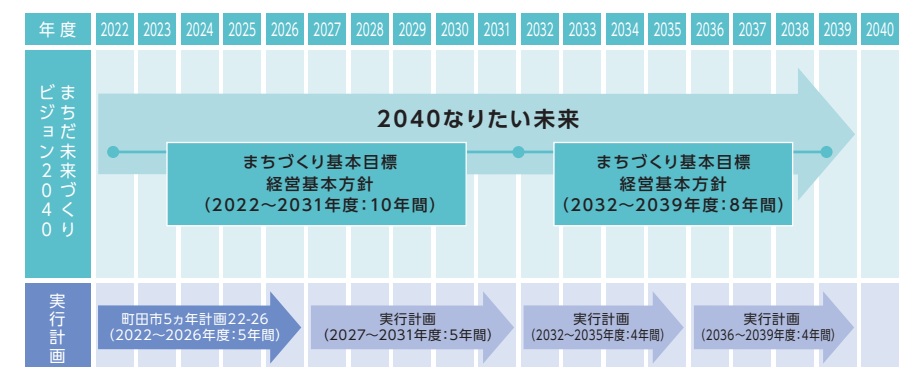 年度 2022 2023 2024 2025 2026 2027 2028 2029 2030 2031 2032 2033 2034 2035 2036 2037 2038 2039 2040
まちだ未来づくり
ビジョン2040
2040なりたい未来
まちづくり基本目標
経営基本方針
（2022〜2031年度：10年間）
まちづくり基本目標
経営基本方針
（2032〜2039年度：8年間）
実行計画
町田市5ヵ年計画22-26
（2022〜2026年度：5年間）
実行計画
（2027〜2031年度：5年間）
実行計画
（2032〜2035年度：4年間）
実行計画
（2036〜2039年度：4年間）